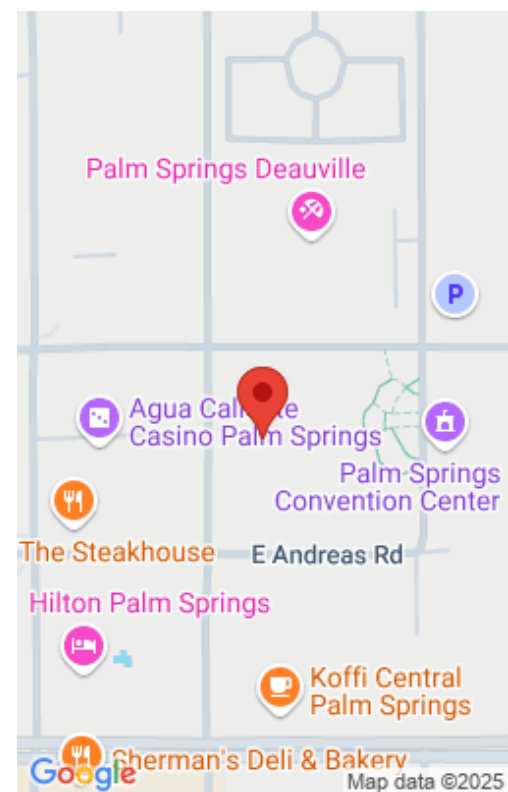 Palm Springs Deauville
P
Agua Caliente
Casino Palm Springs
Palm Springs
Convention Center
The Steakhouse
E Andreas Rd
Hilton Palm Springs
Koffi Central
Palm Springs
Sherman's Deli & Bakery
Google
Map data ©2025